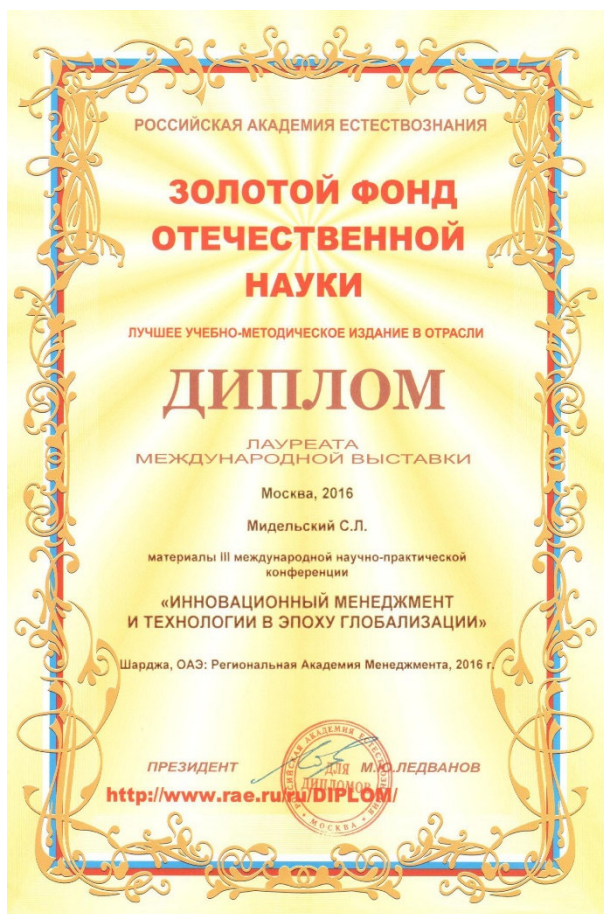 РОССИЙСКАЯ АКАДЕМИЯ ЕСТЕСТВОЗНАНИЯ
ЗОЛОТОЙ ФОНД
ОТЕЧЕСТВЕННОЙ
НАУКИ
ЛУЧШЕЕ УЧЕБНО-МЕТОДИЧЕСКОЕ ИЗДАНИЕ В ОТРАСЛИ
ДИПЛОМ
ЛАУРЕАТА
МЕЖДУНАРОДНОЙ ВЫСТАВКИ
Москва, 2016
Мидельский С.Л.
материалы III международной научно-практической
конференции
«ИННОВАЦИОННЫЙ МЕНЕДЖМЕНТ
И ТЕХНОЛОГИИ В ЭПОХУ ГЛОБАЛИЗАЦИИ»
Шарджа, ОАЭ: Региональная Академия Менеджмента, 2016 г.
ПРЕЗИДЕНТ М.Ю.ЛЕДВАНОВ
ДЛЯ
ДИПЛОМОВ
МОСКВА
http://www.rae.ru/ru/DIPLOM/